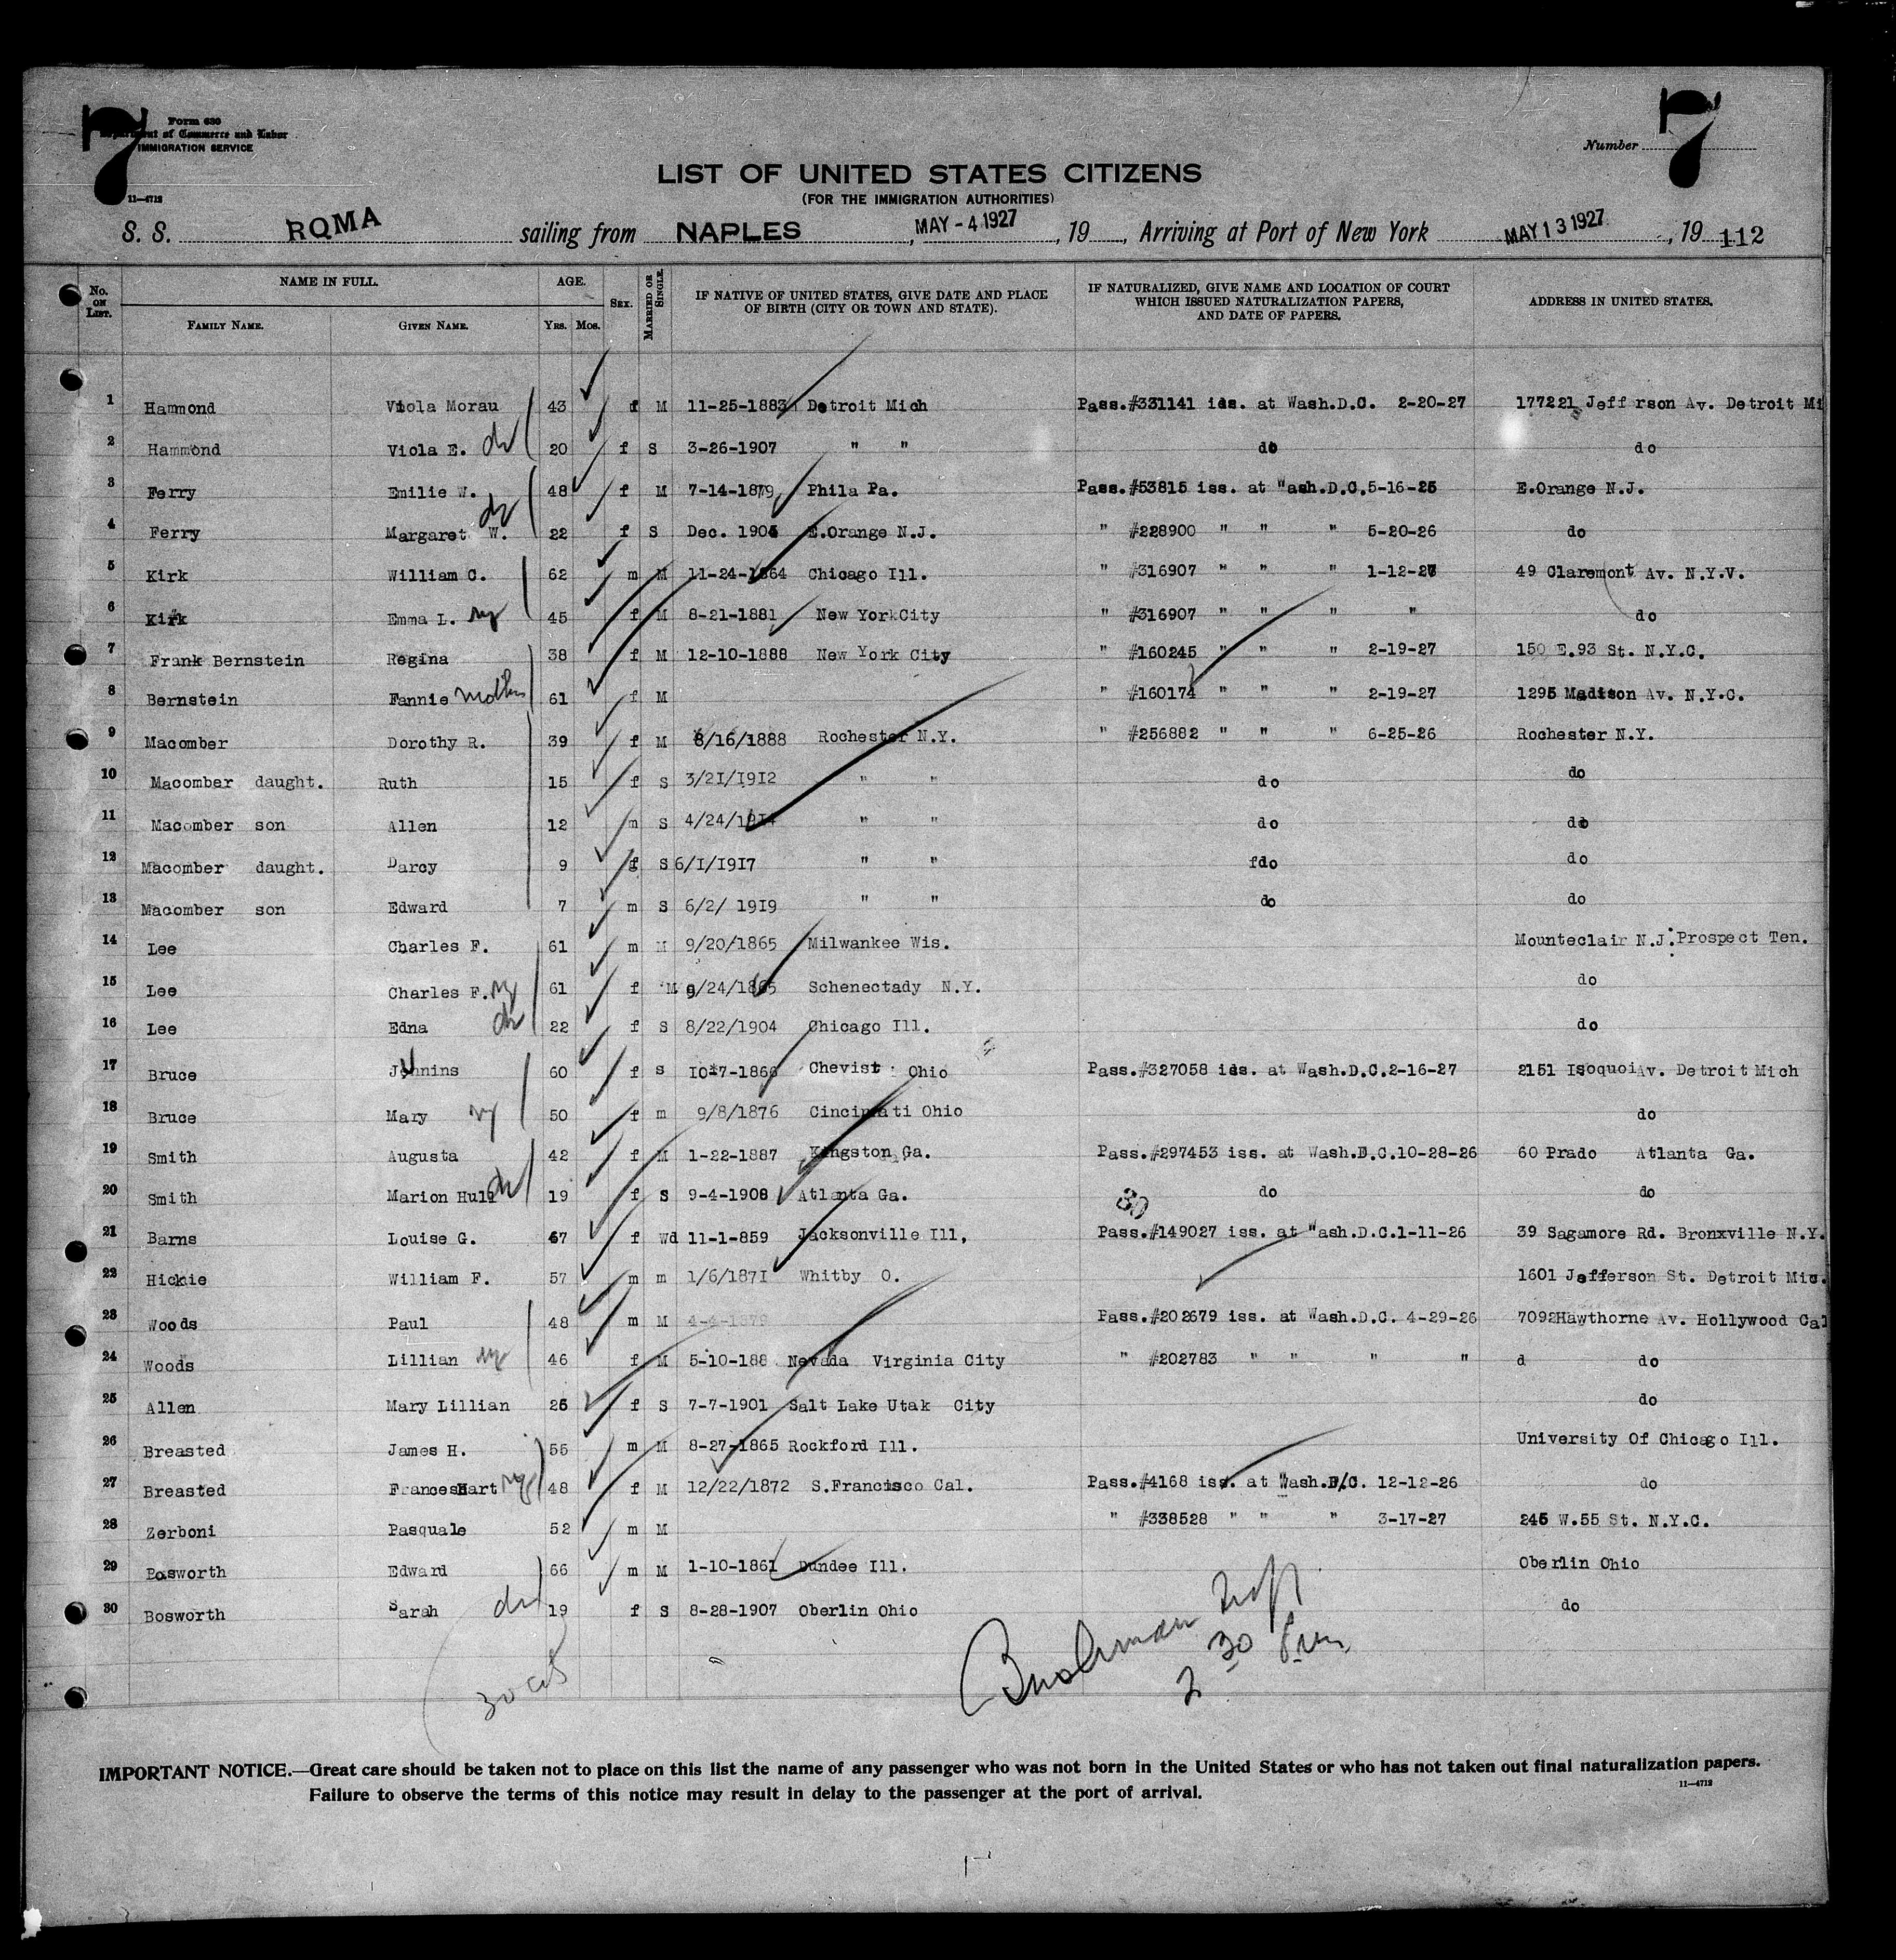 7
Form 630
Department of Commerce and Labor
IMMIGRATION SERVICE
11—4712
Number 7
LIST OF UNITED STATES CITIZENS
(FOR THE IMMIGRATION AUTHORITIES)
S. S. ROMA sailing from NAPLES, MAY - 4 1927, 19 , Arriving at Port of New York MAY 13 1927, 19 112
No. ON LIST. NAME IN FULL. AGE. SEX. MARRIED OR SINGLE. IF NATIVE OF UNITED STATES, GIVE DATE AND PLACE OF BIRTH (CITY OR TOWN AND STATE). IF NATURALIZED, GIVE NAME AND LOCATION OF COURT WHICH ISSUED NATURALIZATION PAPERS, AND DATE OF PAPERS. ADDRESS IN UNITED STATES.
FAMILY NAME. GIVEN NAME. YRS. MOS.
1 Hammond Viola Morau 43 f M 11-25-1883 Detroit Mich Pass.#331141 iss. at Wash.D.C. 2-20-27 177221 Jeff rson Av. Detroit Mi
2 Hammond Viola E. 20 f S 3-26-1907 " " do do
3 Ferry Emilie W. 48 f M 7-14-1879 Phila Pa. Pass.#53815 iss. at Wash.D.C.5-16-25 E.Orange N.J.
4 Ferry Margaret W. 22 f S Dec. 1904 E.Orange N.J. " #228900 " " " 5-20-26 do
5 Kirk William C. 62 m M 11-24-1864 Chicago Ill. " #316907 " " " 1-12-27 49 Claremont Av. N.Y.V.
6 Kirk Emma L. 45 f M 8-21-1881 New YorkCity " #316907 " " " " do
7 Frank Bernstein Regina 38 f M 12-10-1888 New York City " #160245 " " " 2-19-27 150 E.93 St. N.Y.C.
8 Bernstein Fannie Mother 61 f M " #160174 " " " 2-19-27 1295 Madison Av. N.Y.C.
9 Macomber Dorothy R. 39 f M 8/16/1888 Rochester N.Y. " #256882 " " " 6-25-26 Rochester N.Y.
10 Macomber daught. Ruth 15 f S 3/2I/I9I2 " " do do
11 Macomber son Allen 12 m S 4/24/1914 " " do do
12 Macomber daught. Darcy 9 f S 6/I/I9I7 " " fdo do
13 Macomber son Edward 7 m S 6/2/ I9I9 " " do do
14 Lee Charles F. 61 m M 9/20/1865 Milwankee Wis. Mounteclair N.J. Prospect Ten.
15 Lee Charles F. 61 f M 9/24/1865 Schenectady N.Y. do
16 Lee Edna 22 f S 8/22/1904 Chicago Ill. do
17 Bruce Jennins 60 f s IO-7-1866 Chevist Ohio Pass.#327058 iss. at Wash.D.C.2-16-27 2151 IsoquoiAv. Detroit Mich
18 Bruce Mary 50 f m 9/8/1876 Cincinnati Ohio do
19 Smith Augusta 42 f M 1-22-1887 Kingston Ga. Pass.#297453 iss. at Wash.D.C.10-28-26 60 Prado Atlanta Ga.
20 Smith Marion Hull 19 f S 9-4-1908 Atlanta Ga. do do
30
21 Barns Louise G. 67 f Wd 11-1-859 Jacksonville Ill, Pass.#149027 iss. at Wash.D.C.1-11-26 39 Sagamore Rd. Bronxville N.Y.
22 Hickie William F. 57 m m 1/6/187I Whitby O. 1601 Jefferson St. Detroit Mic.
23 Woods Paul 48 m M 4-4-1879 Pass.#202679 iss. at Wash.D.C. 4-29-26 7092Hawthorne Av. Hollywood Cal
24 Woods Lillian 46 f M 5-10-188 Nevada Virginia City " #202783 " " " " d do
25 Allen Mary Lillian 25 f S 7-7-1901 Salt Lake Utak City do
26 Breasted James H. 55 m M 8-27-1865 Rockford Ill. University Of Chicago Ill.
27 Breasted FrancesHart 48 f M 12/22/1872 S.Francisco Cal. Pass.#4168 iss. at Wash.D/C. 12-12-26 do
28 Zerboni Pasquale 52 m M " #338528 " " " 3-17-27 245 W.55 St. N.Y.C.
29 Bosworth Edward 66 m M 1-10-1861 Dundee Ill. Oberlin Ohio
30 Bosworth Sarah 19 f S 8-28-1907 Oberlin Ohio do
2 30 Pm
IMPORTANT NOTICE.—Great care should be taken not to place on this list the name of any passenger who was not born in the United States or who has not taken out final naturalization papers.
Failure to observe the terms of this notice may result in delay to the passenger at the port of arrival.
11—4712